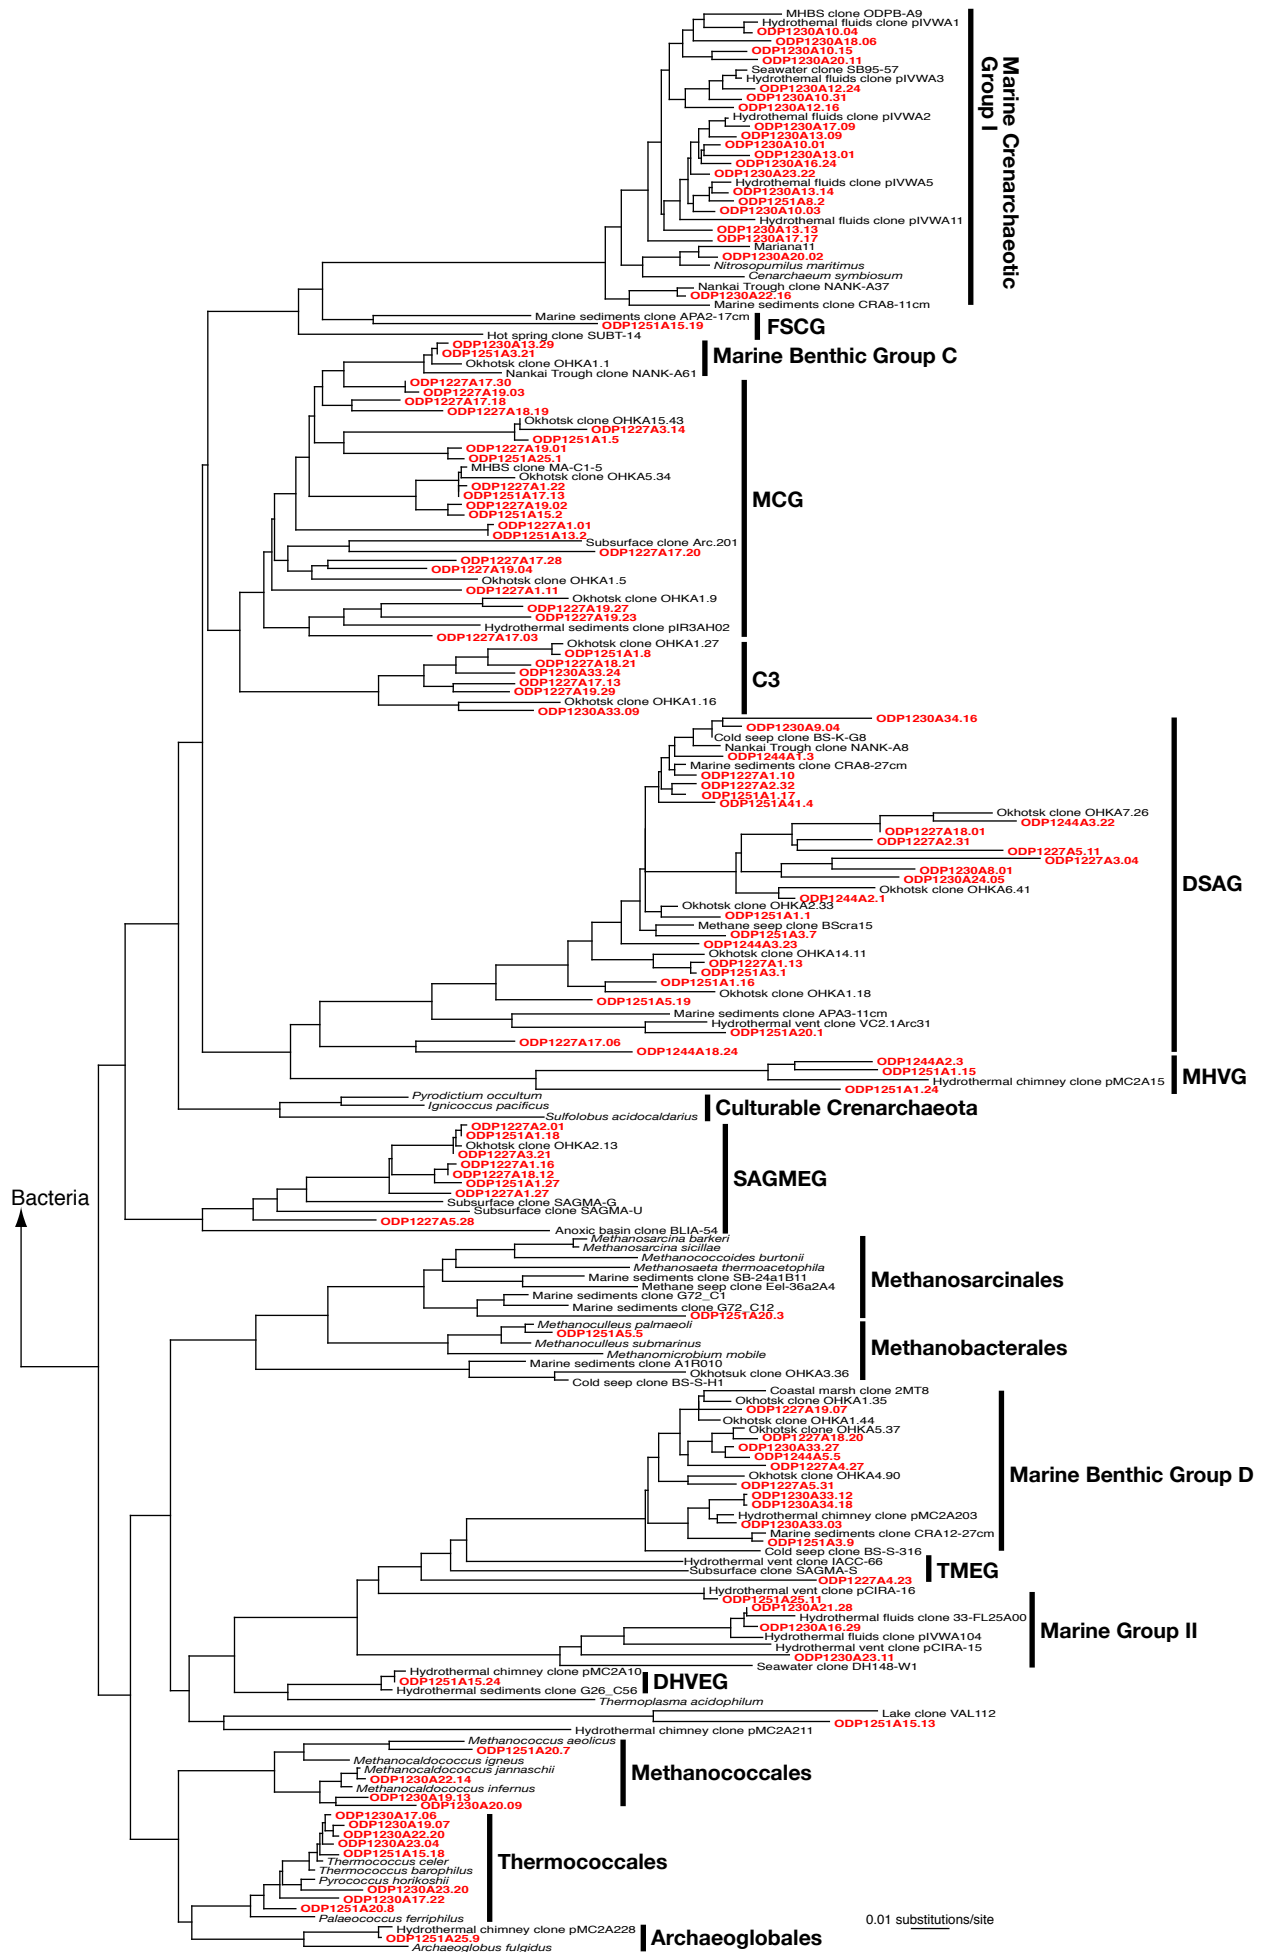 MHBS clone ODPB-A9
Hydrothemal fluids clone pIVWA1
ODP1230A10.04
ODP1230A18.06
ODP1230A10.15
ODP1230A20.11
Seawater clone SB95-57
Hydrothemal fluids clone pIVWA3
ODP1230A12.24
ODP1230A10.31
ODP1230A12.16
Hydrothemal fluids clone pIVWA2
ODP1230A17.09
ODP1230A13.09
ODP1230A10.01
ODP1230A13.01
ODP1230A16.24
ODP1230A23.22
Hydrothemal fluids clone pIVWA5
ODP1230A13.14
ODP1251A8.2
ODP1230A10.03
Hydrothemal fluids clone pIVWA11
ODP1230A13.13
ODP1230A17.17
Mariana11
ODP1230A20.02
Nitrosopumilus maritimus
Cenarchaeum symbiosum
Nankai Trough clone NANK-A37
ODP1230A22.16
Marine sediments clone CRA8-11cm
Marine Crenarchaeotic
Group I
Marine sediments clone APA2-17cm
ODP1251A15.19
FSCG
Hot spring clone SUBT-14
ODP1230A13.29
ODP1251A3.21
Okhotsk clone OHKA1.1
Nankai Trough clone NANK-A61
Marine Benthic Group C
ODP1227A17.30
ODP1227A19.03
ODP1227A17.18
ODP1227A18.19
Okhotsk clone OHKA15.43
ODP1227A3.14
ODP1251A1.5
ODP1227A19.01
ODP1251A25.1
MHBS clone MA-C1-5
Okhotsk clone OHKA5.34
ODP1227A1.22
ODP1251A17.13
ODP1227A19.02
ODP1251A15.2
ODP1227A1.01
ODP1251A13.2
Subsurface clone Arc.201
ODP1227A17.20
ODP1227A17.28
ODP1227A19.04
Okhotsk clone OHKA1.5
ODP1227A1.11
Okhotsk clone OHKA1.9
ODP1227A19.27
ODP1227A19.23
Hydrothermal sediments clone pIR3AH02
ODP1227A17.03
MCG
Okhotsk clone OHKA1.27
ODP1251A1.8
ODP1227A18.21
ODP1230A33.24
ODP1227A17.13
ODP1227A19.29
Okhotsk clone OHKA1.16
ODP1230A33.09
C3
ODP1230A34.16
ODP1230A9.04
Cold seep clone BS-K-G8
Nankai Trough clone NANK-A8
ODP1244A1.3
Marine sediments clone CRA8-27cm
ODP1227A1.10
ODP1227A2.32
ODP1251A1.17
ODP1251A41.4
Okhotsk clone OHKA7.26
ODP1244A3.22
ODP1227A18.01
ODP1227A2.31
ODP1227A5.11
ODP1227A3.04
ODP1230A8.01
ODP1230A24.05
Okhotsk clone OHKA6.41
ODP1244A2.1
Okhotsk clone OHKA2.33
ODP1251A1.1
Methane seep clone BScra15
ODP1251A3.7
ODP1244A3.23
Okhotsk clone OHKA14.11
ODP1227A1.13
ODP1251A3.1
ODP1251A1.16
Okhotsk clone OHKA1.18
ODP1251A5.19
Marine sediments clone APA3-11cm
Hydrothermal vent clone VC2.1Arc31
ODP1251A20.1
ODP1227A17.06
ODP1244A18.24
DSAG
ODP1244A2.3
ODP1251A1.15
Hydrothermal chimney clone pMC2A15
ODP1251A1.24
MHVG
Pyrodictium occultum
Ignicoccus pacificus
Sulfolobus acidocaldarius
Culturable Crenarchaeota
ODP1227A2.01
ODP1251A1.18
Okhotsk clone OHKA2.13
ODP1227A3.21
ODP1227A1.16
ODP1227A18.12
ODP1251A1.27
ODP1227A1.27
Subsurface clone SAGMA-G
Subsurface clone SAGMA-U
ODP1227A5.28
Anoxic basin clone BLIA-54
SAGMEG
Bacteria
Methanosarcina barkeri
Methanosarcina sicillae
Methanococcoides burtonii
Methanosaeta thermoacetophila
Marine sediments clone SB-24a1B11
Methane seep clone Eel-36a2A4
Marine sediments clone G72_C1
Marine sediments clone G72_C12
ODP1251A20.3
Methanosarcinales
Methanoculleus palmaeoli
ODP1251A5.5
Methanoculleus submarinus
Methanomicrobium mobile
Marine sediments clone A1R010
Okhotsuk clone OHKA3.36
Cold seep clone BS-S-H1
Methanobacterales
Coastal marsh clone 2MT8
Okhotsk clone OHKA1.35
ODP1227A19.07
Okhotsk clone OHKA1.44
Okhotsk clone OHKA5.37
ODP1227A18.20
ODP1230A33.27
ODP1244A5.5
ODP1227A4.27
Okhotsk clone OHKA4.90
ODP1227A5.31
ODP1230A33.12
ODP1230A34.18
Hydrothermal chimney clone pMC2A203
ODP1230A33.03
Marine sediments clone CRA12-27cm
ODP1251A3.9
Cold seep clone BS-S-316
Marine Benthic Group D
Hydrothermal vent clone IACC-66
Subsurface clone SAGMA-S
ODP1227A4.23
TMEG
Hydrothermal vent clone pCIRA-16
ODP1251A25.11
ODP1230A21.28
Hydrothermal fluids clone 33-FL25A00
ODP1230A16.29
Hydrothermal fluids clone pIVWA104
Hydrothermal vent clone pCIRA-15
ODP1230A23.11
Seawater clone DH148-W1
Marine Group II
Hydrothermal chimney clone pMC2A10
ODP1251A15.24
Hydrothermal sediments clone G26_C56
DHVEG
Thermoplasma acidophilum
Lake clone VAL112
ODP1251A15.13
Hydrothermal chimney clone pMC2A211
Methanococcus aeolicus
ODP1251A20.7
Methanocaldococcus igneus
Methanocaldococcus jannaschii
ODP1230A22.14
Methanocaldococcus infernus
ODP1230A19.13
ODP1230A20.09
Methanococcales
ODP1230A17.06
ODP1230A19.07
ODP1230A22.20
ODP1230A23.04
ODP1251A15.18
Thermococcus celer
Thermococcus barophilus
Pyrococcus horikoshii
ODP1230A23.20
ODP1230A17.22
ODP1251A20.8
Palaeococcus ferriphilus
Thermococcales
Hydrothermal chimney clone pMC2A228
ODP1251A25.9
Archaeoglobus fulgidus
Archaeoglobales
0.01 substitutions/site